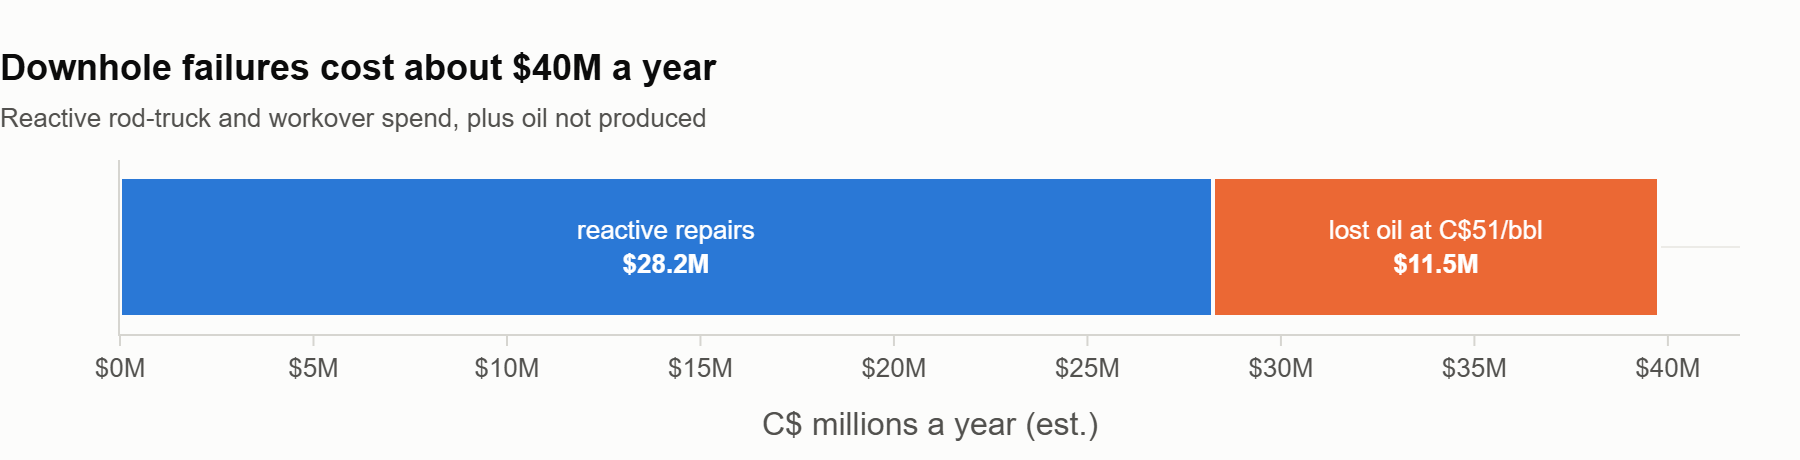 Downhole failures cost about $40M a year
Reactive rod-truck and workover spend, plus oil not produced
reactive repairs
$28.2M
lost oil at C$51/bbl
$11.5M
$0M $5M $10M $15M $20M $25M $30M $35M $40M
C$ millions a year (est.)